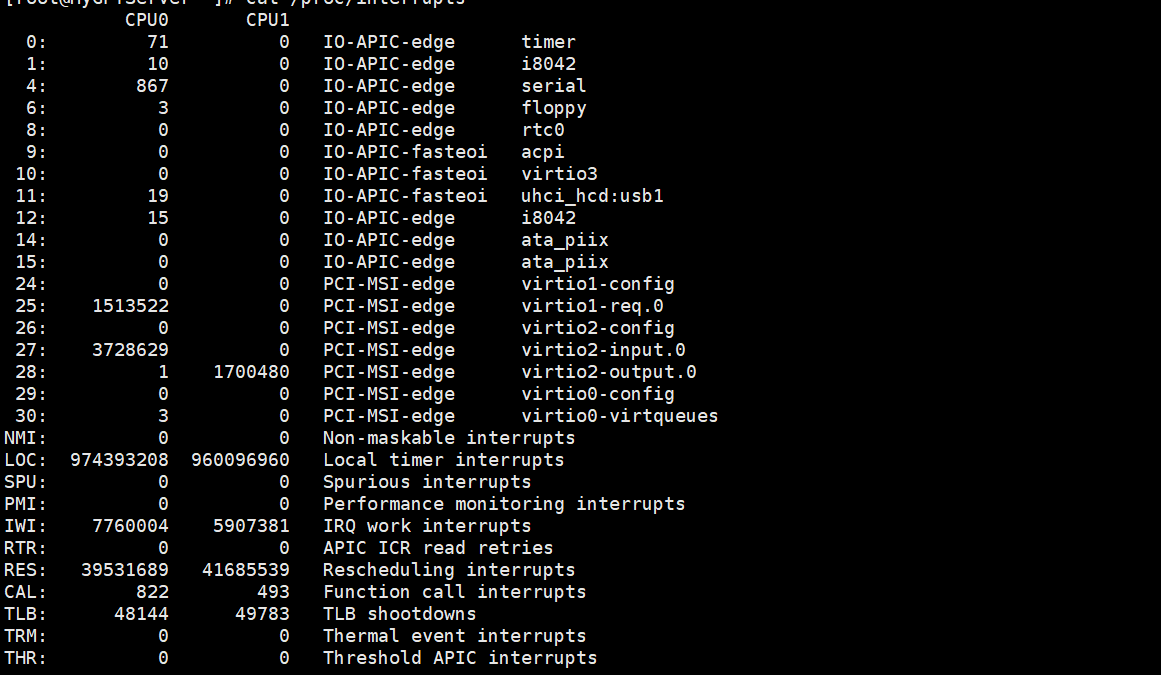 CPU0 CPU1
0: 71 0 IO-APIC-edge timer
1: 10 0 IO-APIC-edge i8042
4: 867 0 IO-APIC-edge serial
6: 3 0 IO-APIC-edge floppy
8: 0 0 IO-APIC-edge rtc0
9: 0 0 IO-APIC-fasteoi acpi
10: 0 0 IO-APIC-fasteoi virtio3
11: 19 0 IO-APIC-fasteoi uhci_hcd:usb1
12: 15 0 IO-APIC-edge i8042
14: 0 0 IO-APIC-edge ata_piix
15: 0 0 IO-APIC-edge ata_piix
24: 0 0 PCI-MSI-edge virtio1-config
25: 1513522 0 PCI-MSI-edge virtio1-req.0
26: 0 0 PCI-MSI-edge virtio2-config
27: 3728629 0 PCI-MSI-edge virtio2-input.0
28: 1 1700480 PCI-MSI-edge virtio2-output.0
29: 0 0 PCI-MSI-edge virtio0-config
30: 3 0 PCI-MSI-edge virtio0-virtqueues
NMI: 0 0 Non-maskable interrupts
LOC: 974393208 960096960 Local timer interrupts
SPU: 0 0 Spurious interrupts
PMI: 0 0 Performance monitoring interrupts
IWI: 7760004 5907381 IRQ work interrupts
RTR: 0 0 APIC ICR read retries
RES: 39531689 41685539 Rescheduling interrupts
CAL: 822 493 Function call interrupts
TLB: 48144 49783 TLB shootdowns
TRM: 0 0 Thermal event interrupts
THR: 0 0 Threshold APIC interrupts